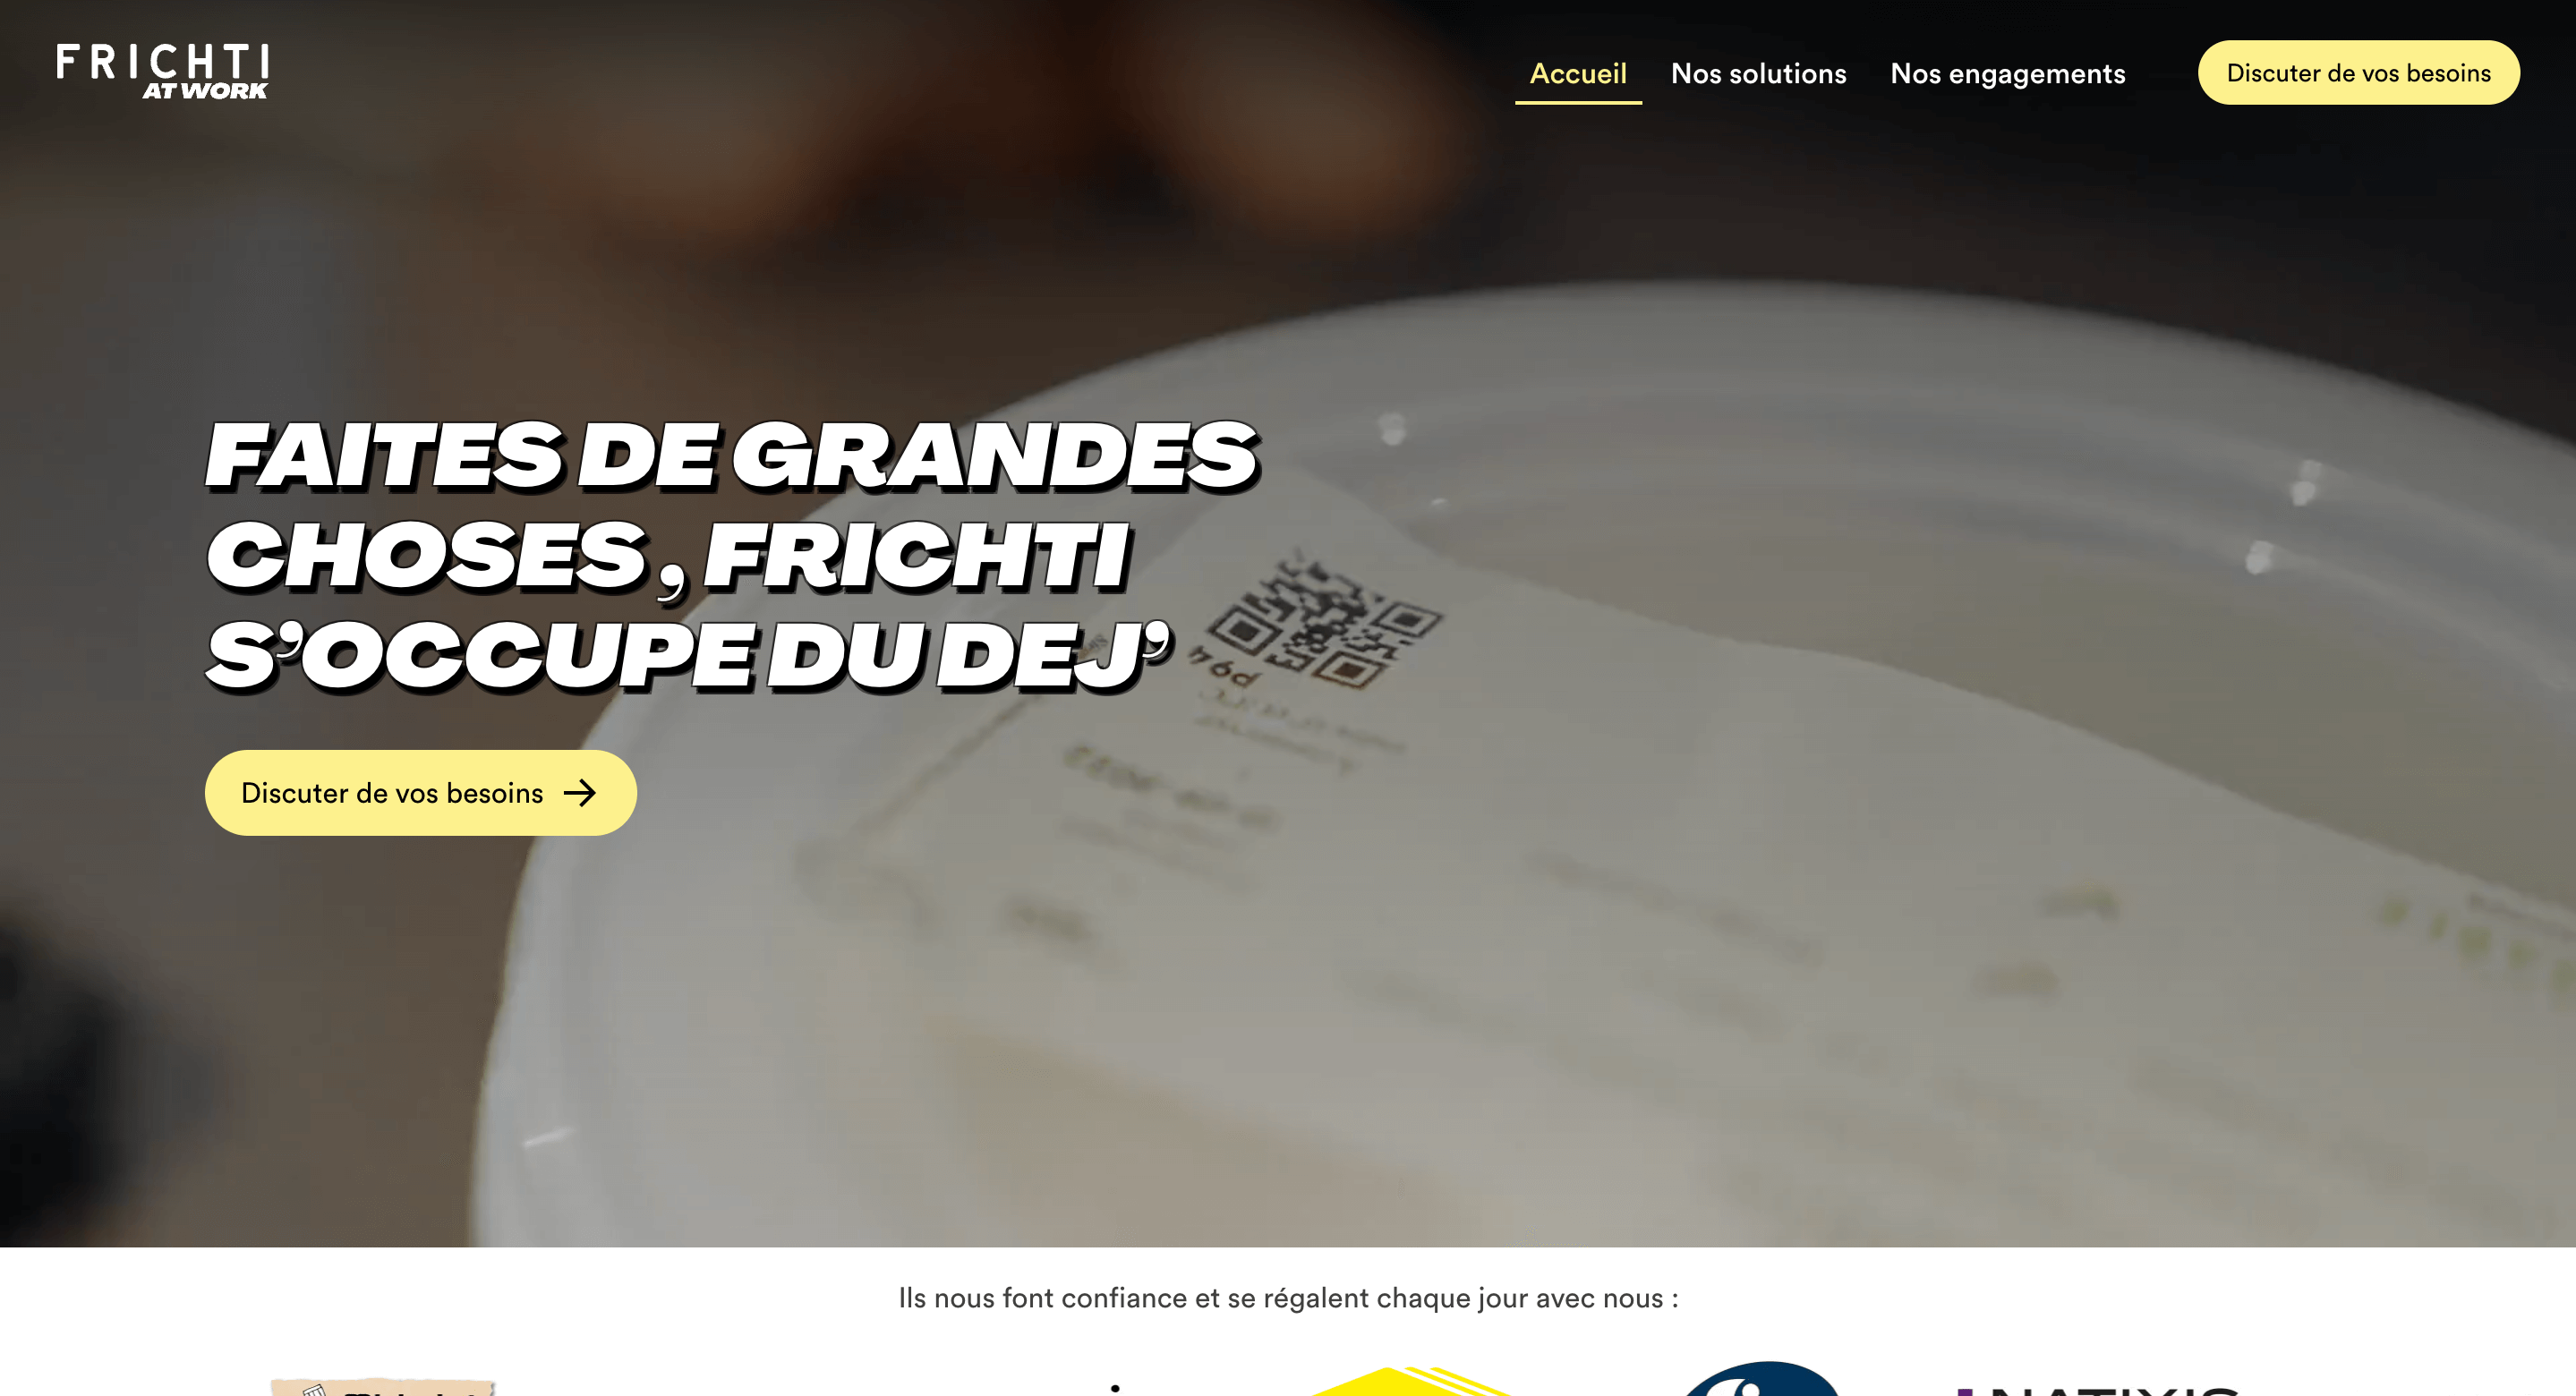 FRICHTI
AT WORK
Accueil
Nos solutions
Nos engagements
Discuter de vos besoins
FAITES DE GRANDES
CHOSES, FRICHTI
S’OCCUPE DU DEJ’
Discuter de vos besoins
Ils nous font confiance et se régalent chaque jour avec nous :
NATIXIS